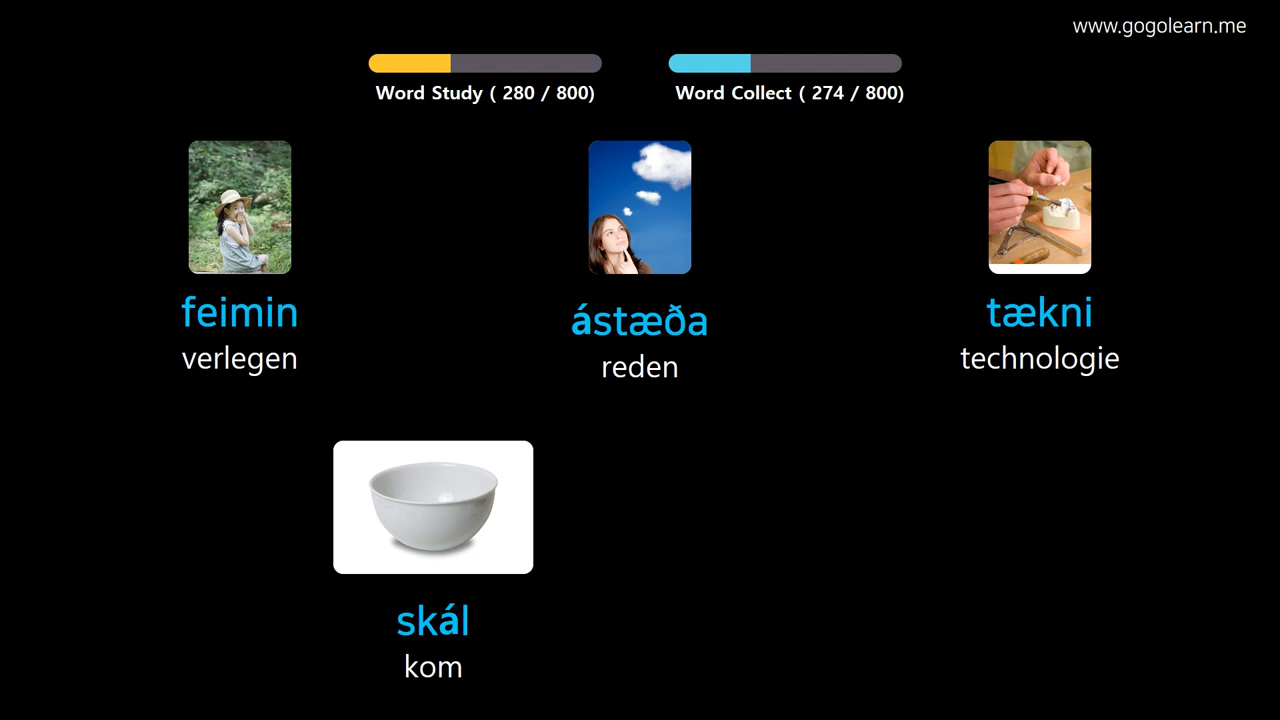 www.gogolearn.me
Word Study ( 280 / 800)
Word Collect ( 274 / 800)
feimin
verlegen
ástæða
reden
tækni
technologie
skál
kom